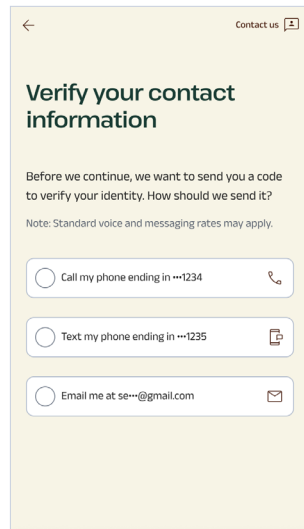 Contact us
Verify your contact
information
Before we continue, we want to send you a code
to verify your identity. How should we send it?
Note: Standard voice and messaging rates may apply.
Call my phone ending in •••1234
Text my phone ending in •••1235
Email me at se•••@gmail.com